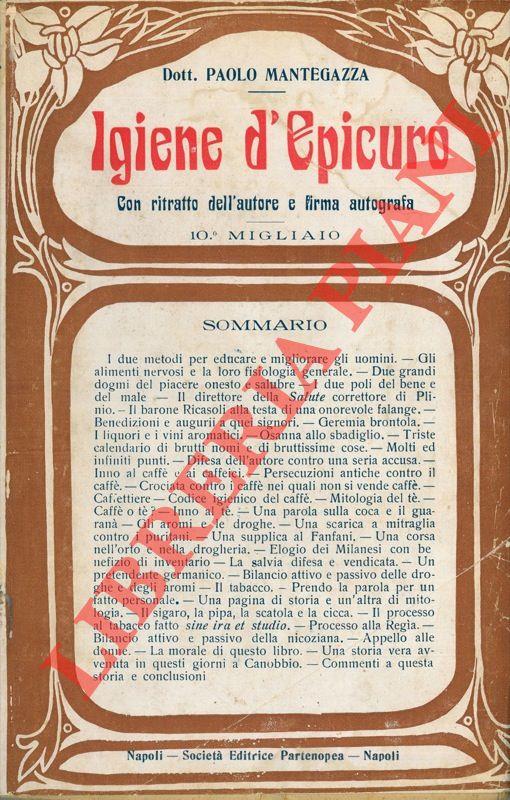 Dott. PAOLO MANTEGAZZA
Igiene d'Epicuro
Con ritratto dell'autore e firma autografa
10.º MIGLIAIO
SOMMARIO
I due metodi per educare e migliorare gli uomini. — Gli
alimenti nervosi e la loro fisiologia generale. — Due grandi
dogmi del piacere onesto e salubre — I due poli del bene e
del male — Il direttore della Salute correttore di Pli-
nio. — Il barone Ricasoli alla testa di una onorevole falange. —
Benedizioni e augurii a quei signori. — Geremia brontola. —
I liquori e i vini aromatici. — Osanna allo sbadiglio. — Triste
calendario di brutti nomi e di bruttissime cose. — Molti ed
infiniti punti. — Difesa dell'autore contro una seria accusa. —
Inno al caffè e ai caffeici. — Persecuzioni antiche contro il
caffè. — Crociata contro i caffè nei quali non si vende caffè. —
Caffettiere — Codice igienico del caffè. — Mitologia del tè. —
Caffè o tè? — Inno al tè. — Una parola sulla coca e il gua-
ranà — Gli aromi e le droghe. — Una scarica a mitraglia
contro — Una supplica al Fanfani. — Una corsa
nell'orto e nella drogheria. — Elogio dei Milanesi con be
nefizio di inventario — La salvia difesa e vendicata. — Un
germanico. — Bilancio attivo e passivo delle dro-
ghe e degli aromi — Il tabacco. — Prendo la parola per un
fatto personale. — Una pagina di storia e un'altra di mito-
logia. — Il sigaro, la pipa, la scatola e la cicca. — Il processo
al tabacco fatto sine ira et studio. — Processo alla Regìa. —
Bilancio attivo e passivo della nicoziana. — Appello alle
donne. — La morale di questo libro. — Una storia vera av-
venuta in questi giorni a Canobbio. — Commenti a questa
storia e conclusioni
Napoli — Società Editrice Partenopea — Napoli
LIBRERIA PIANI